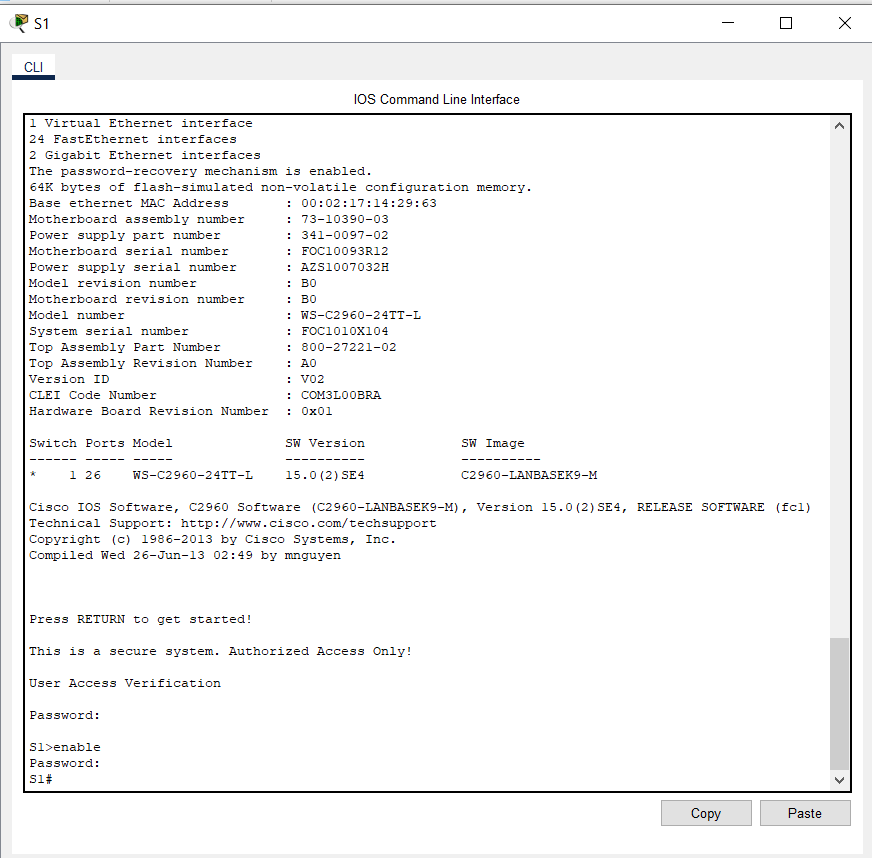 S1
CLI
IOS Command Line Interface
1 Virtual Ethernet interface
24 FastEthernet interfaces
2 Gigabit Ethernet interfaces
The password-recovery mechanism is enabled.
64K bytes of flash-simulated non-volatile configuration memory.
Base ethernet MAC Address       : 00:02:17:14:29:63
Motherboard assembly number     : 73-10390-03
Power supply part number        : 341-0097-02
Motherboard serial number       : FOC10093R12
Power supply serial number      : AZS1007032H
Model revision number           : B0
Motherboard revision number     : B0
Model number                    : WS-C2960-24TT-L
System serial number            : FOC1010X104
Top Assembly Part Number        : 800-27221-02
Top Assembly Revision Number    : A0
Version ID                      : V02
CLEI Code Number                : COM3L00BRA
Hardware Board Revision Number  : 0x01
Switch Ports Model              SW Version            SW Image
------ ----- -----              ----------            ----------
*    1 26    WS-C2960-24TT-L    15.0(2)SE4            C2960-LANBASEK9-M
Cisco IOS Software, C2960 Software (C2960-LANBASEK9-M), Version 15.0(2)SE4, RELEASE SOFTWARE (fc1)
Technical Support: http://www.cisco.com/techsupport
Copyright (c) 1986-2013 by Cisco Systems, Inc.
Compiled Wed 26-Jun-13 02:49 by mnguyen
Press RETURN to get started!
This is a secure system. Authorized Access Only!
User Access Verification
Password:
S1>enable
Password:
S1#
Copy
Paste